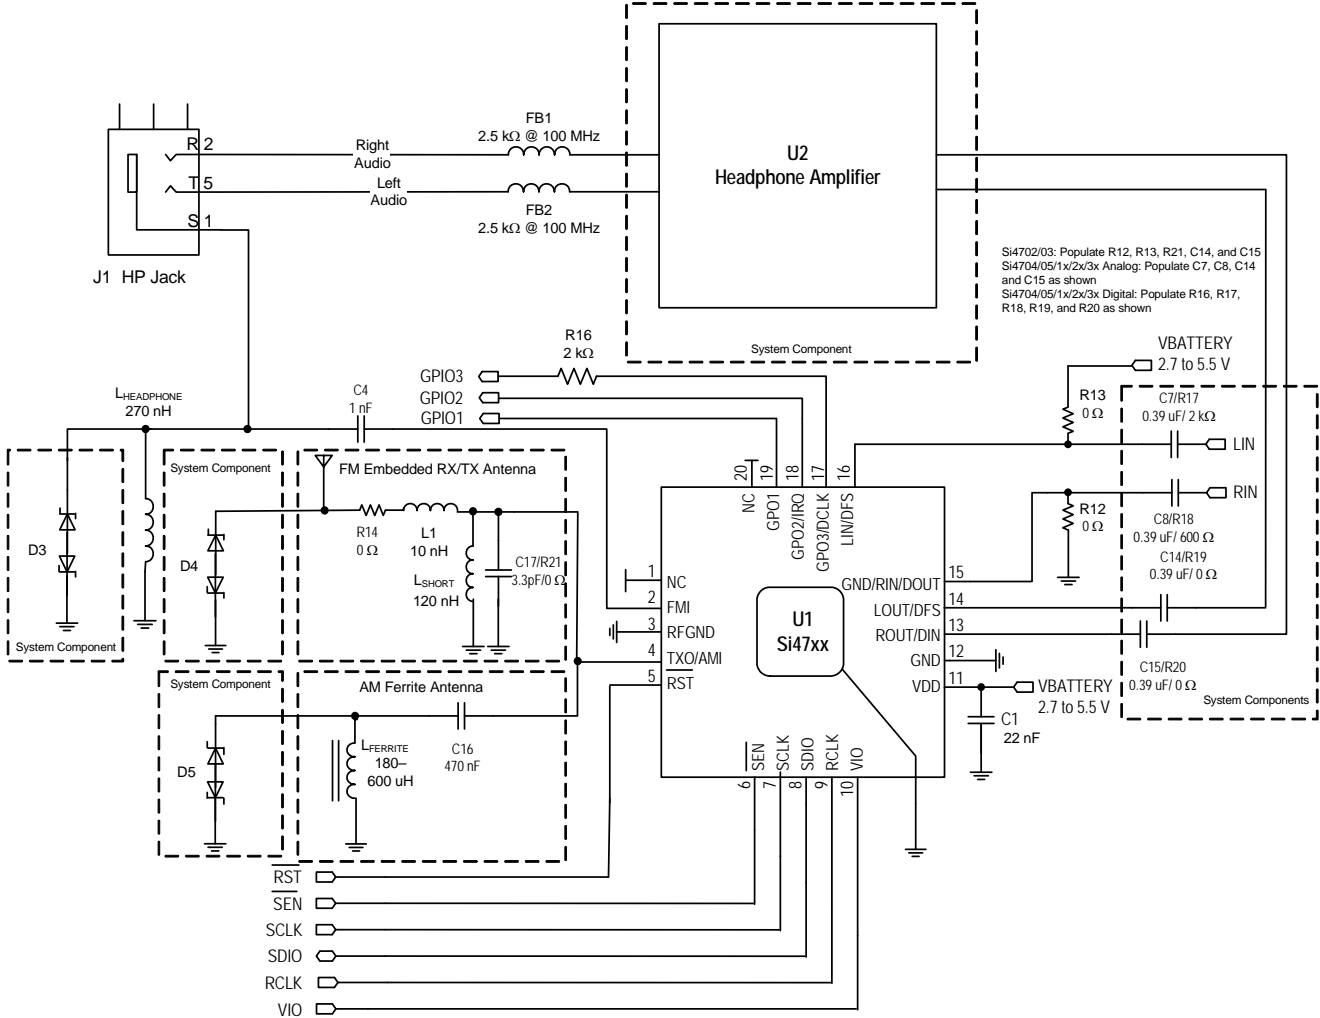 FB1
2.5 kΩ @ 100 MHz
R 2
Right
Audio
T 5
Left
Audio
FB2
2.5 kΩ @ 100 MHz
S 1
J1 HP Jack
U2
Headphone Amplifier
System Component
Si4702/03: Populate R12, R13, R21, C14, and C15
Si4704/05/1x/2x/3x Analog: Populate C7, C8, C14
and C15 as shown
Si4704/05/1x/2x/3x Digital: Populate R16, R17,
R18, R19, and R20 as shown
R16
2 kΩ
GPIO3
GPIO2
GPIO1
VBATTERY
2.7 to 5.5 V
R13
0 Ω
C7/R17
0.39 uF/ 2 kΩ
LIN
RIN
R12
0 Ω
C8/R18
0.39 uF/ 600 Ω
C14/R19
0.39 uF/ 0 Ω
C15/R20
0.39 uF/ 0 Ω
System Components
LHEADPHONE
270 nH
C4
1 nF
D3
System Component
System Component
D4
FM Embedded RX/TX Antenna
R14
0 Ω
L1
10 nH
LSHORT
120 nH
C17/R21
3.3pF/0 Ω
System Component
D5
AM Ferrite Antenna
LFERRITE
180–
600 uH
C16
470 nF
20
19
18
17
16
NC
GPO1
GPO2/IRQ
GPO3/DCLK
LIN/DFS
1
NC
2
FMI
3
RFGND
4
TXO/AMI
5
RST
U1
Si47xx
GND/RIN/DOUT
15
LOUT/DFS
14
ROUT/DIN
13
GND
12
VDD
11
VBATTERY
2.7 to 5.5 V
C1
22 nF
SEN
SCLK
SDIO
RCLK
VIO
6
7
8
9
10
RST
SEN
SCLK
SDIO
RCLK
VIO